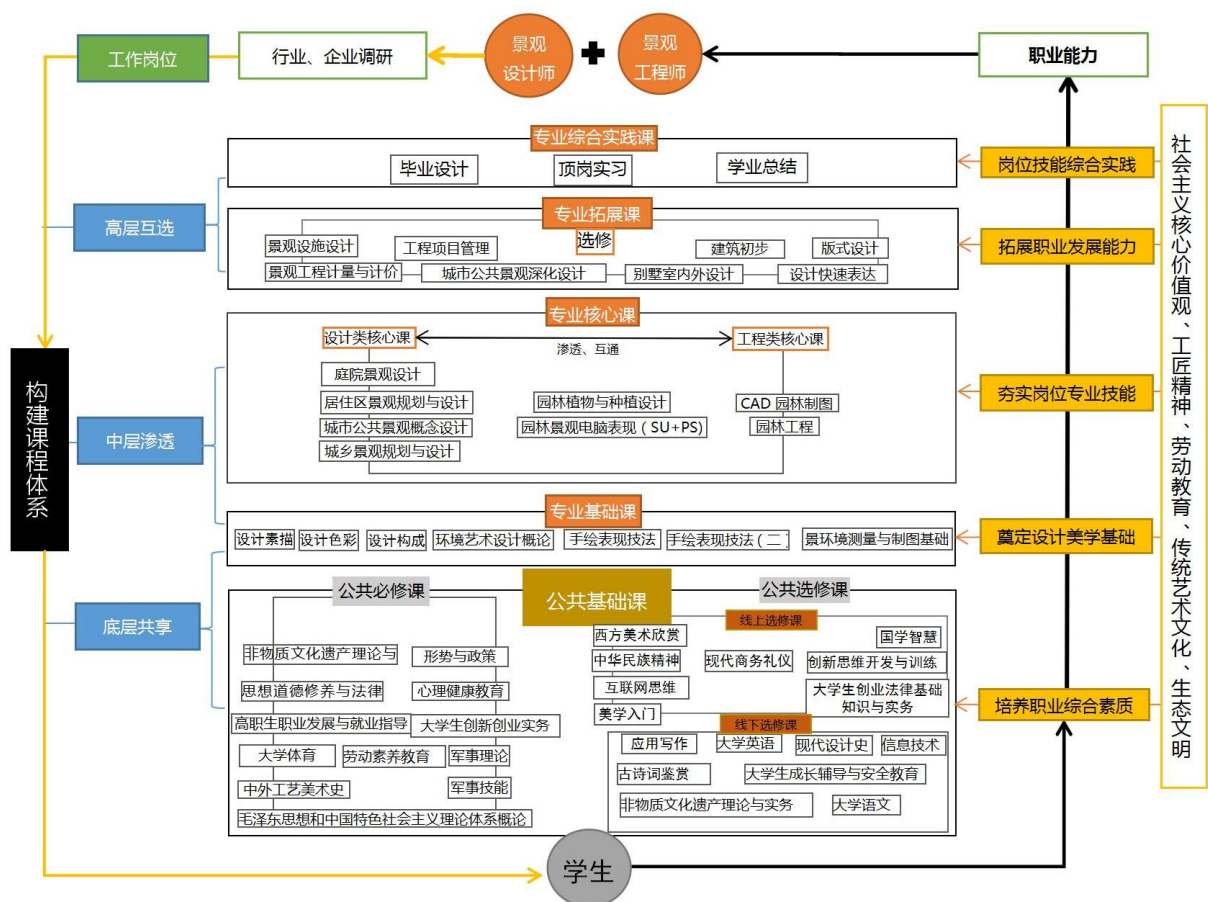 工作岗位
行业、企业调研
景观
设计师
景观
工程师
职业能力
专业综合实践课
毕业设计
顶岗实习
学业总结
岗位技能综合实践
高层互选
专业拓展课
选修
景观设施设计
工程项目管理
建筑初步
版式设计
景观工程计量与计价
城市公共景观深化设计
别墅室内外设计
设计快速表达
拓展职业发展能力
专业核心课
设计类核心课
渗透、互通
工程类核心课
庭院景观设计
居住区景观规划与设计
城市公共景观概念设计
城乡景观规划与设计
园林植物与种植设计
园林景观电脑表现（SU+PS)
CAD 园林制图
园林工程
夯实岗位专业技能
构建课程体系
中层渗透
专业基础课
设计素描
设计色彩
设计构成
环境艺术设计概论
手绘表现技法
手绘表现技法（二）
景环境测量与制图基础
奠定设计美学基础
底层共享
公共基础课
公共必修课
非物质文化遗产理论与
形势与政策
思想道德修养与法律
心理健康教育
高职生职业发展与就业指导
大学生创新创业实务
大学体育
劳动素养教育
军事理论
中外工艺美术史
军事技能
毛泽东思想和中国特色社会主义理论体系概论
公共选修课
线上选修课
西方美术欣赏
国学智慧
中华民族精神
现代商务礼仪
创新思维开发与训练
互联网思维
大学生创业法律基础
知识与实务
美学入门
线下选修课
应用写作
大学英语
现代设计史
信息技术
古诗词鉴赏
大学生成长辅导与安全教育
非物质文化遗产理论与实务
大学语文
培养职业综合素质
社会主义核心价值观、工匠精神、劳动教育、传统艺术文化、生态文明
学生